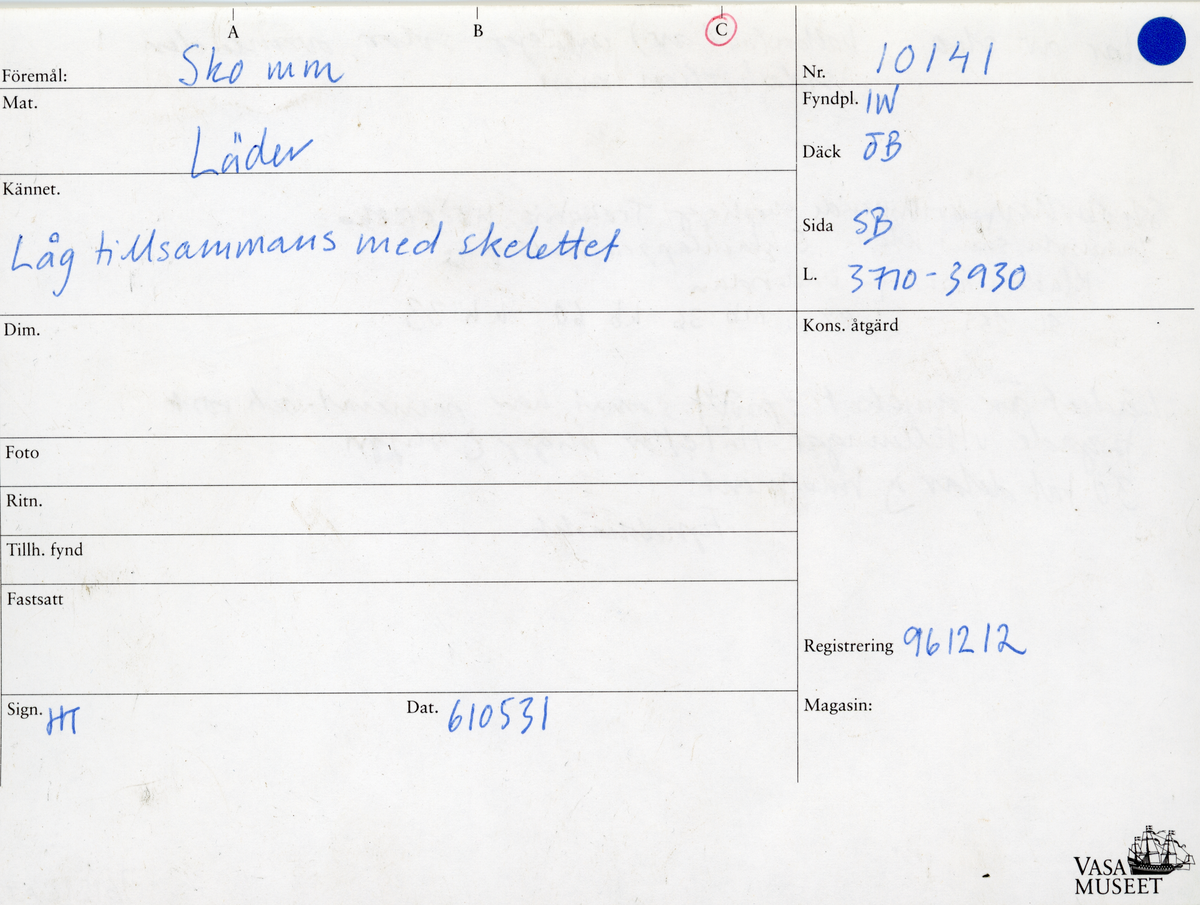 A B C
Föremål: Sko mm
Nr. 10141
Mat. Läder
Fyndpl. IW
Däck ÖB
Kännet.
Låg tillsammans med skelettet
Sida SB
L. 3710-3930
Dim.
Kons. åtgärd
Foto
Ritn.
Tillh. fynd
Fastsatt
Registrering 961212
Sign. HT Dat. 610531
Magasin:
VASA
MUSEET